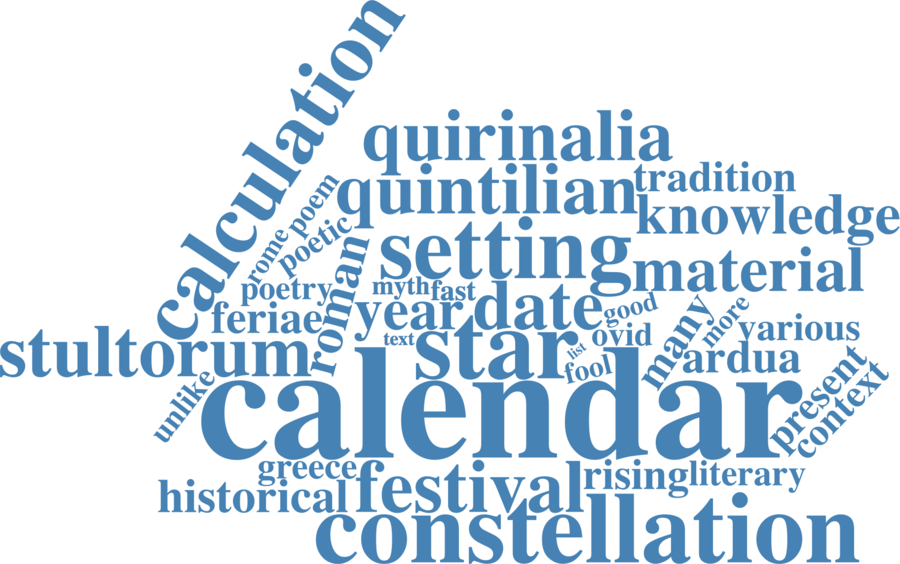 calculation
quirinalia
quintilian
tradition
knowledge
poem
poetic
rome
setting
material
roman
poetry
myth
fast
feriae
year
date
good
many
more
various
stultorum
text
star
list
ovid
fool
ardua
unlike
calendar
present
context
greece
historical
festival
rising
literary
constellation